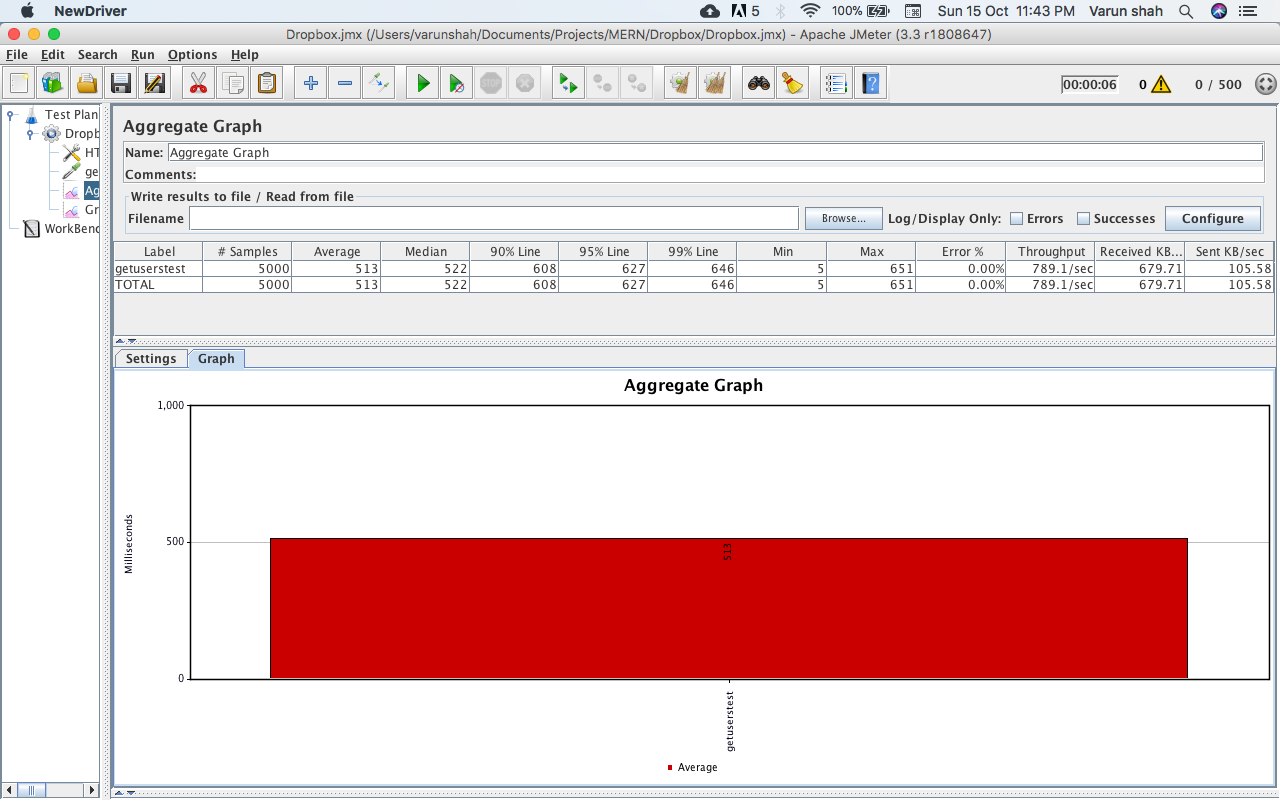 NewDriver 5 100% Sun 15 Oct 11:43 PM Varun shah
Dropbox.jmx (/Users/varunshah/Documents/Projects/MERN/Dropbox/Dropbox.jmx) - Apache JMeter (3.3 r1808647)
File Edit Search Run Options Help
00:00:06 0 0 / 500
Test Plan
Dropb
HT
ge
Ag
Gr
WorkBenc
Aggregate Graph
Name: Aggregate Graph
Comments:
Write results to file / Read from file
Filename Browse... Log/Display Only: Errors Successes Configure
Label # Samples Average Median 90% Line 95% Line 99% Line Min Max Error % Throughput Received KB... Sent KB/sec
getuserstest 5000 513 522 608 627 646 5 651 0.00% 789.1/sec 679.71 105.58
TOTAL 5000 513 522 608 627 646 5 651 0.00% 789.1/sec 679.71 105.58
Settings Graph
Aggregate Graph
1,000
500
0
Milliseconds
513
getuserstest
Average